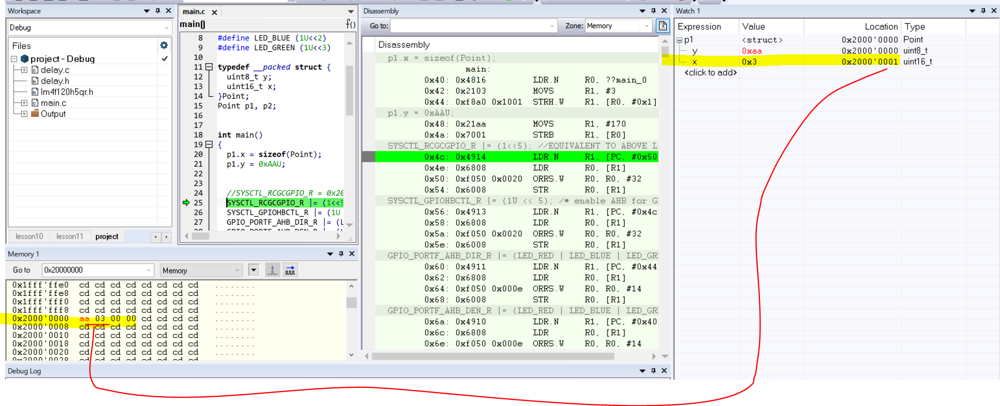 Workspace
Debug
Files
project - Debug
delay.c
delay.h
lm4f120h5qr.h
main.c
Output
lesson10 lesson11 project
main.c
main() f()
8 #define LED_BLUE (1U<<2)
9 #define LED_GREEN (1U<<3)
10
11 typedef __packed struct {
12 uint8_t y;
13 uint16_t x;
14 }Point;
15 Point p1, p2;
16
17
18 int main()
19 {
20 p1.x = sizeof(Point);
21 p1.y = 0xAAU;
22
23
24 //SYSCTL_RCGCGPIO_R = 0x20
25 SYSCTL_RCGCGPIO_R |= (1<<5
26 SYSCTL_GPIOHBCTL_R |= (1U
27 GPIO_PORTF_AHB_DIR_R |= (L
28 GPIO_PORTF_AHB_DEN_R |= (L
Disassembly
Go to: Zone: Memory
Disassembly
p1.x = sizeof(Point);
main:
0x40: 0x4816 LDR.N R0, ??main_0
0x42: 0x2103 MOVS R1, #3
0x44: 0xf8a0 0x1001 STRH.W R1, [R0, #0x1]
p1.y = 0xAAU;
0x48: 0x21aa MOVS R1, #170
0x4a: 0x7001 STRB R1, [R0]
SYSCTL_RCGCGPIO_R |= (1<<5); //EQUIVALENT TO ABOVE L
0x4c: 0x4914 LDR.N R1, [PC, #0x50
0x4e: 0x6808 LDR R0, [R1]
0x50: 0xf050 0x0020 ORRS.W R0, R0, #32
0x54: 0x6008 STR R0, [R1]
SYSCTL_GPIOHBCTL_R |= (1U << 5); /* enable AHB for G
0x56: 0x4913 LDR.N R1, [PC, #0x4c
0x58: 0x6808 LDR R0, [R1]
0x5a: 0xf050 0x0020 ORRS.W R0, R0, #32
0x5e: 0x6008 STR R0, [R1]
GPIO_PORTF_AHB_DIR_R |= (LED_RED | LED_BLUE | LED_GR
0x60: 0x4911 LDR.N R1, [PC, #0x44
0x62: 0x6808 LDR R0, [R1]
0x64: 0xf050 0x000e ORRS.W R0, R0, #14
0x68: 0x6008 STR R0, [R1]
GPIO_PORTF_AHB_DEN_R |= (LED_RED | LED_BLUE | LED_GR
0x6a: 0x4910 LDR.N R1, [PC, #0x40
0x6c: 0x6808 LDR R0, [R1]
0x6e: 0xf050 0x000e ORRS.W R0, R0, #14
Watch 1
Expression Value Location Type
p1 <struct> 0x2000'0000 Point
y 0xaa 0x2000'0000 uint8_t
x 0x3 0x2000'0001 uint16_t
<click to add>
Memory 1
Go to 0x20000000 Memory
0x1fff'ffe0 cd cd cd cd cd cd cd cd ........
0x1fff'ffe8 cd cd cd cd cd cd cd cd ........
0x1fff'fff0 cd cd cd cd cd cd cd cd ........
0x1fff'fff8 cd cd cd cd cd cd cd cd ........
0x2000'0000 aa 03 00 00 cd cd cd cd ........
0x2000'0008 cd cd cd cd cd cd cd cd ........
0x2000'0010 cd cd cd cd cd cd cd cd ........
0x2000'0018 cd cd cd cd cd cd cd cd ........
0x2000'0020 cd cd cd cd cd cd cd cd ........
0x2000'0028 cd cd cd cd cd cd cd cd
Debug Log